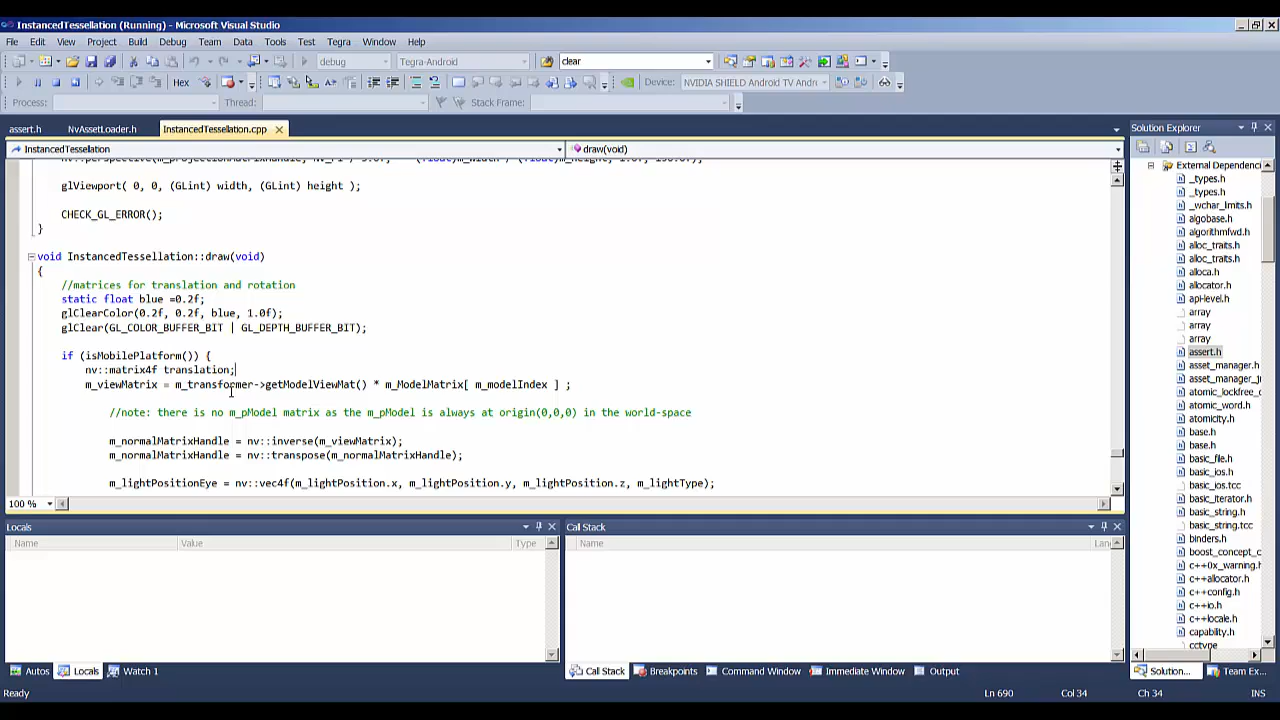 InstancedTessellation (Running) - Microsoft Visual Studio
File Edit View Project Build Debug Team Data Tools Test Tegra Window Help
debug Tegra-Android clear
Hex Device: NVIDIA SHIELD Android TV Andr
Process: Thread: Stack Frame:
assert.h NvAssetLoader.h InstancedTessellation.cpp
InstancedTessellation draw(void)
glViewport( 0, 0, (GLint) width, (GLint) height );
CHECK_GL_ERROR();
}
void InstancedTessellation::draw(void)
{
//matrices for translation and rotation
static float blue =0.2f;
glClearColor(0.2f, 0.2f, blue, 1.0f);
glClear(GL_COLOR_BUFFER_BIT | GL_DEPTH_BUFFER_BIT);
if (isMobilePlatform()) {
nv::matrix4f translation;
m_viewMatrix = m_transformer->getModelViewMat() * m_ModelMatrix[ m_modelIndex ] ;
//note: there is no m_pModel matrix as the m_pModel is always at origin(0,0,0) in the world-space
m_normalMatrixHandle = nv::inverse(m_viewMatrix);
m_normalMatrixHandle = nv::transpose(m_normalMatrixHandle);
m_lightPositionEye = nv::vec4f(m_lightPosition.x, m_lightPosition.y, m_lightPosition.z, m_lightType);
100 %
Solution Explorer
External Dependenci
_types.h
_types.h
_wchar_limits.h
algobase.h
algorithmfwd.h
alloc_traits.h
alloc_traits.h
alloca.h
allocator.h
apiLevel.h
array
array
array
assert.h
asset_manager.h
asset_manager_j
atomic_lockfree_c
atomic_word.h
atomicity.h
base.h
base.h
basic_file.h
basic_ios.h
basic_ios.tcc
basic_iterator.h
basic_string.h
basic_string.tcc
binders.h
boost_concept_c
c++0x_warning.h
c++allocator.h
c++config.h
c++io.h
c++locale.h
capability.h
cctype
Solution... Team Ex...
Locals
Name Value Type
Autos Locals Watch 1
Call Stack
Name Lan
Call Stack Breakpoints Command Window Immediate Window Output
Ready Ln 690 Col 34 Ch 34 INS